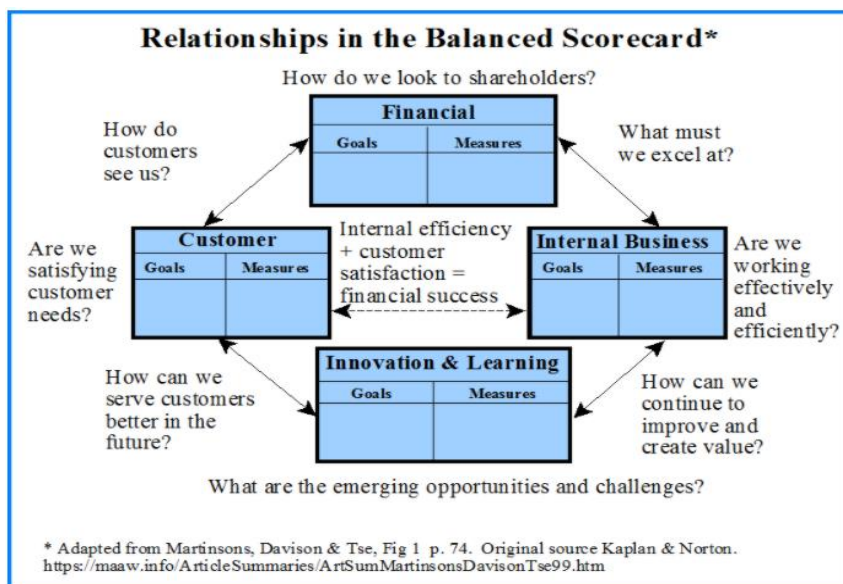 Relationships in the Balanced Scorecard*
How do we look to shareholders?
Financial
Goals
Measures
How do
customers
see us?
What must
we excel at?
Are we
satisfying
customer
needs?
Customer
Goals
Measures
Internal efficiency
+ customer
satisfaction =
financial success
Internal Business
Goals
Measures
Are we
working
effectively
and
efficiently?
How can we
serve customers
better in the
future?
Innovation & Learning
Goals
Measures
How can we
continue to
improve and
create value?
What are the emerging opportunities and challenges?
* Adapted from Martinsons, Davison & Tse, Fig 1 p. 74. Original source Kaplan & Norton.
https://maaw.info/ArticleSummaries/ArtSumMartinsonsDavisonTse99.htm